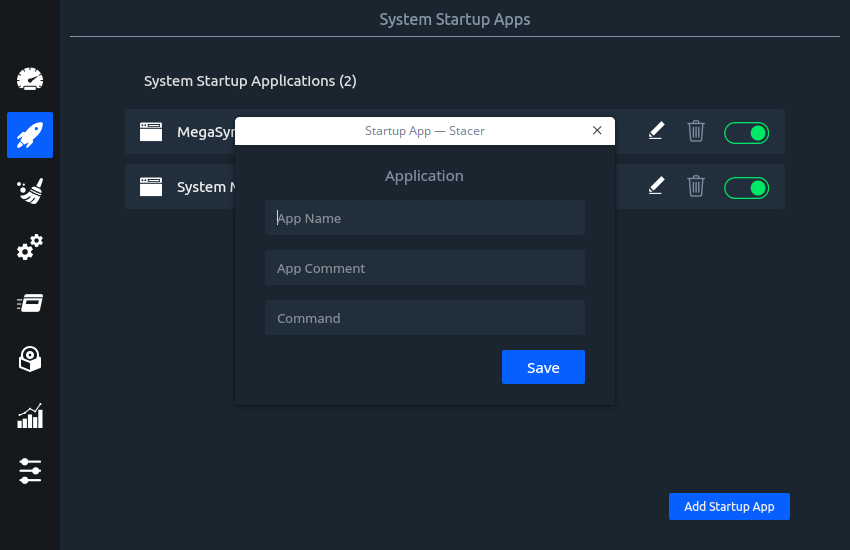 System Startup Apps
System Startup Applications (2)
Startup App — Stacer
Application
App Name
App Comment
Command
Save
System
Add Startup App